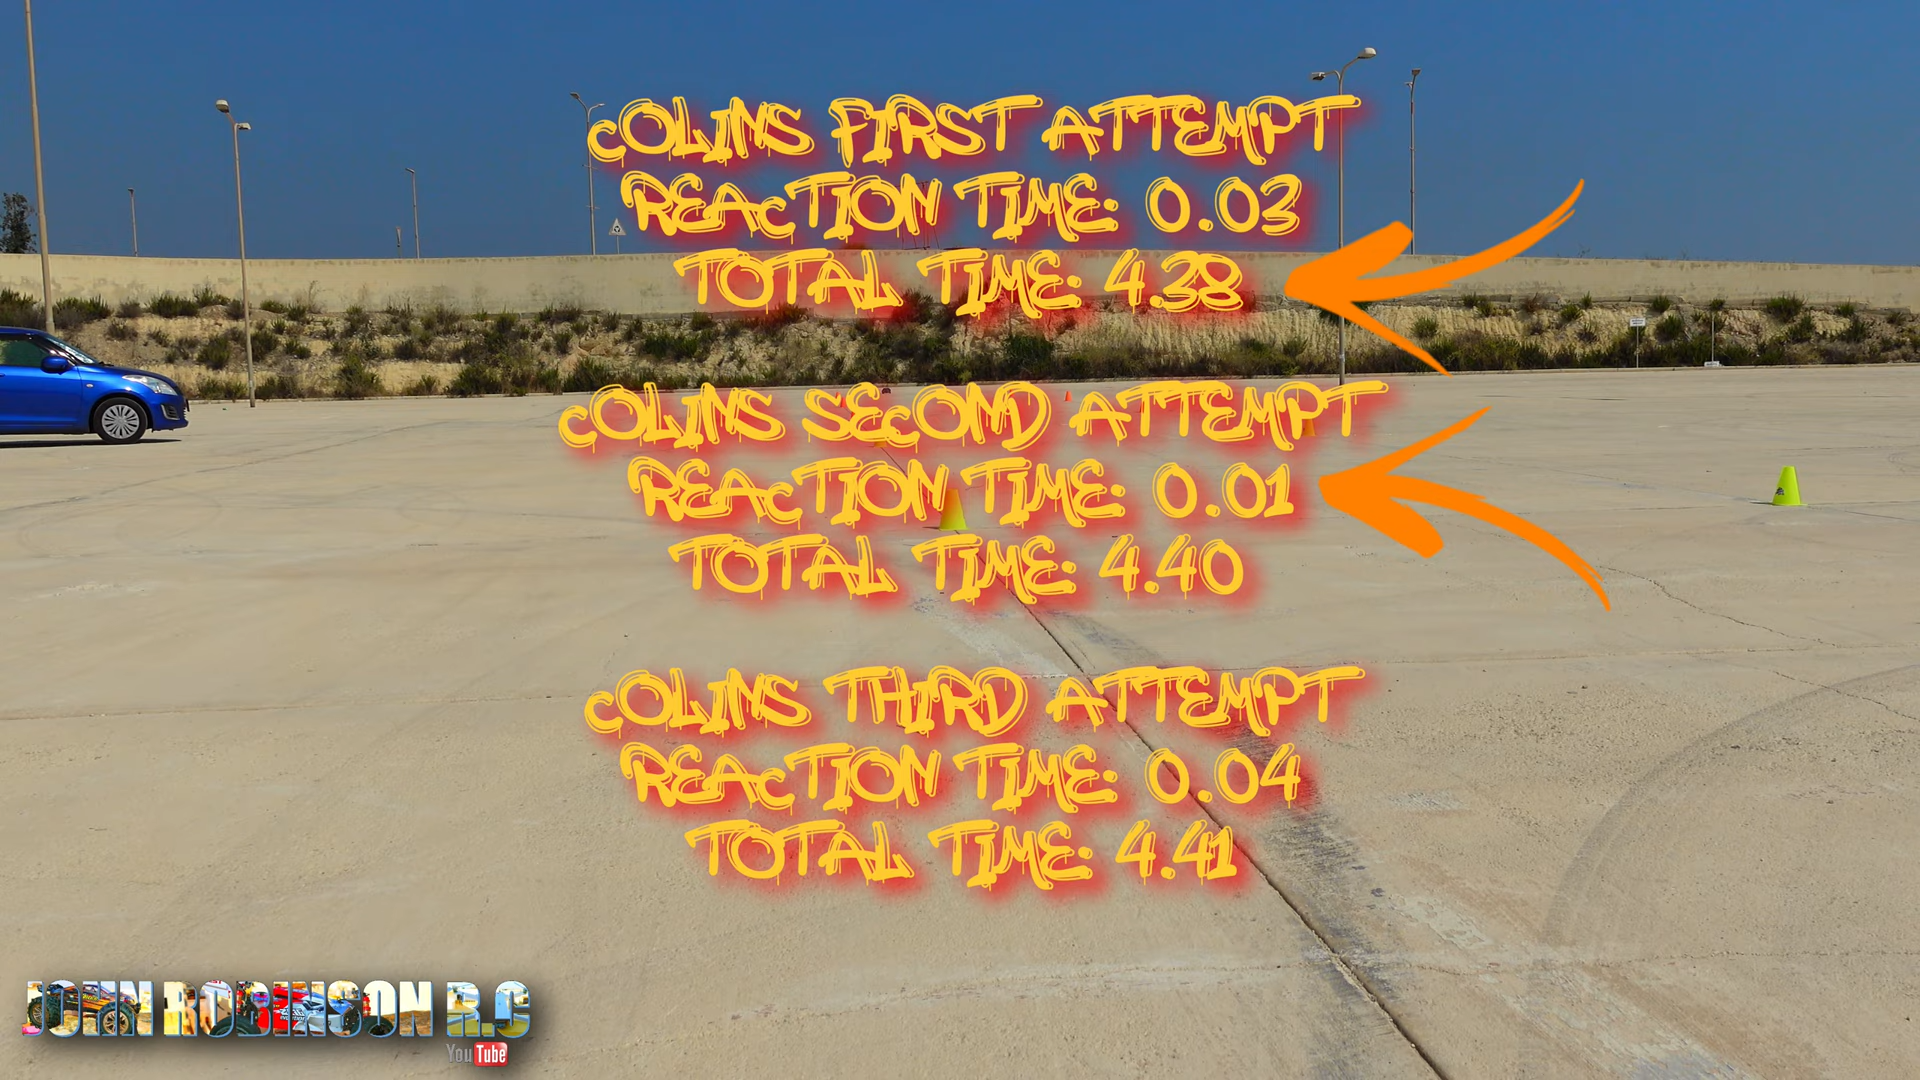 COLINS FIRST ATTEMPT
REACTION TIME: 0.03
TOTAL TIME: 4.38
COLINS SECOND ATTEMPT
REACTION TIME: 0.01
TOTAL TIME: 4.40
COLINS THIRD ATTEMPT
REACTION TIME: 0.04
TOTAL TIME: 4.41
JOHN ROBINSON R.C
YouTube